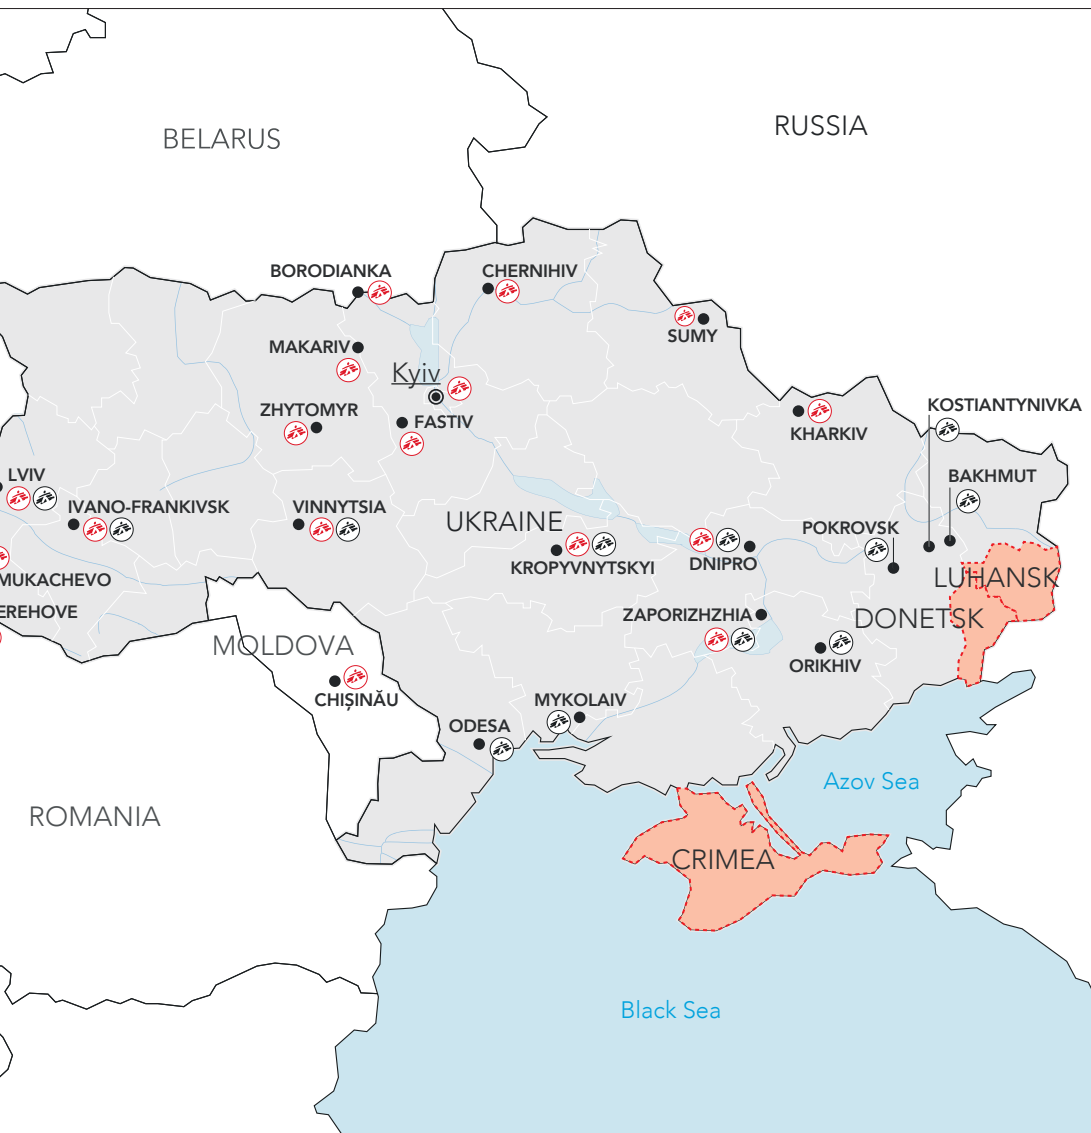 BELARUS
RUSSIA
BORODIANKA
CHERNIHIV
SUMY
MAKARIV
Kyiv
ZHYTOMYR
FASTIV
KOSTIANTYNIVKA
KHARKIV
LVIV
BAKHMUT
IVANO-FRANKIVSK
VINNYTSIA
UKRAINE
POKROVSK
KROPYVNYTSKYI
DNIPRO
MUKACHEVO
LUHANSK
EREHOVE
ZAPORIZHZHIA
DONETSK
MOLDOVA
ORIKHIV
CHIȘINĂU
MYKOLAIV
ODESA
Azov Sea
ROMANIA
CRIMEA
Black Sea